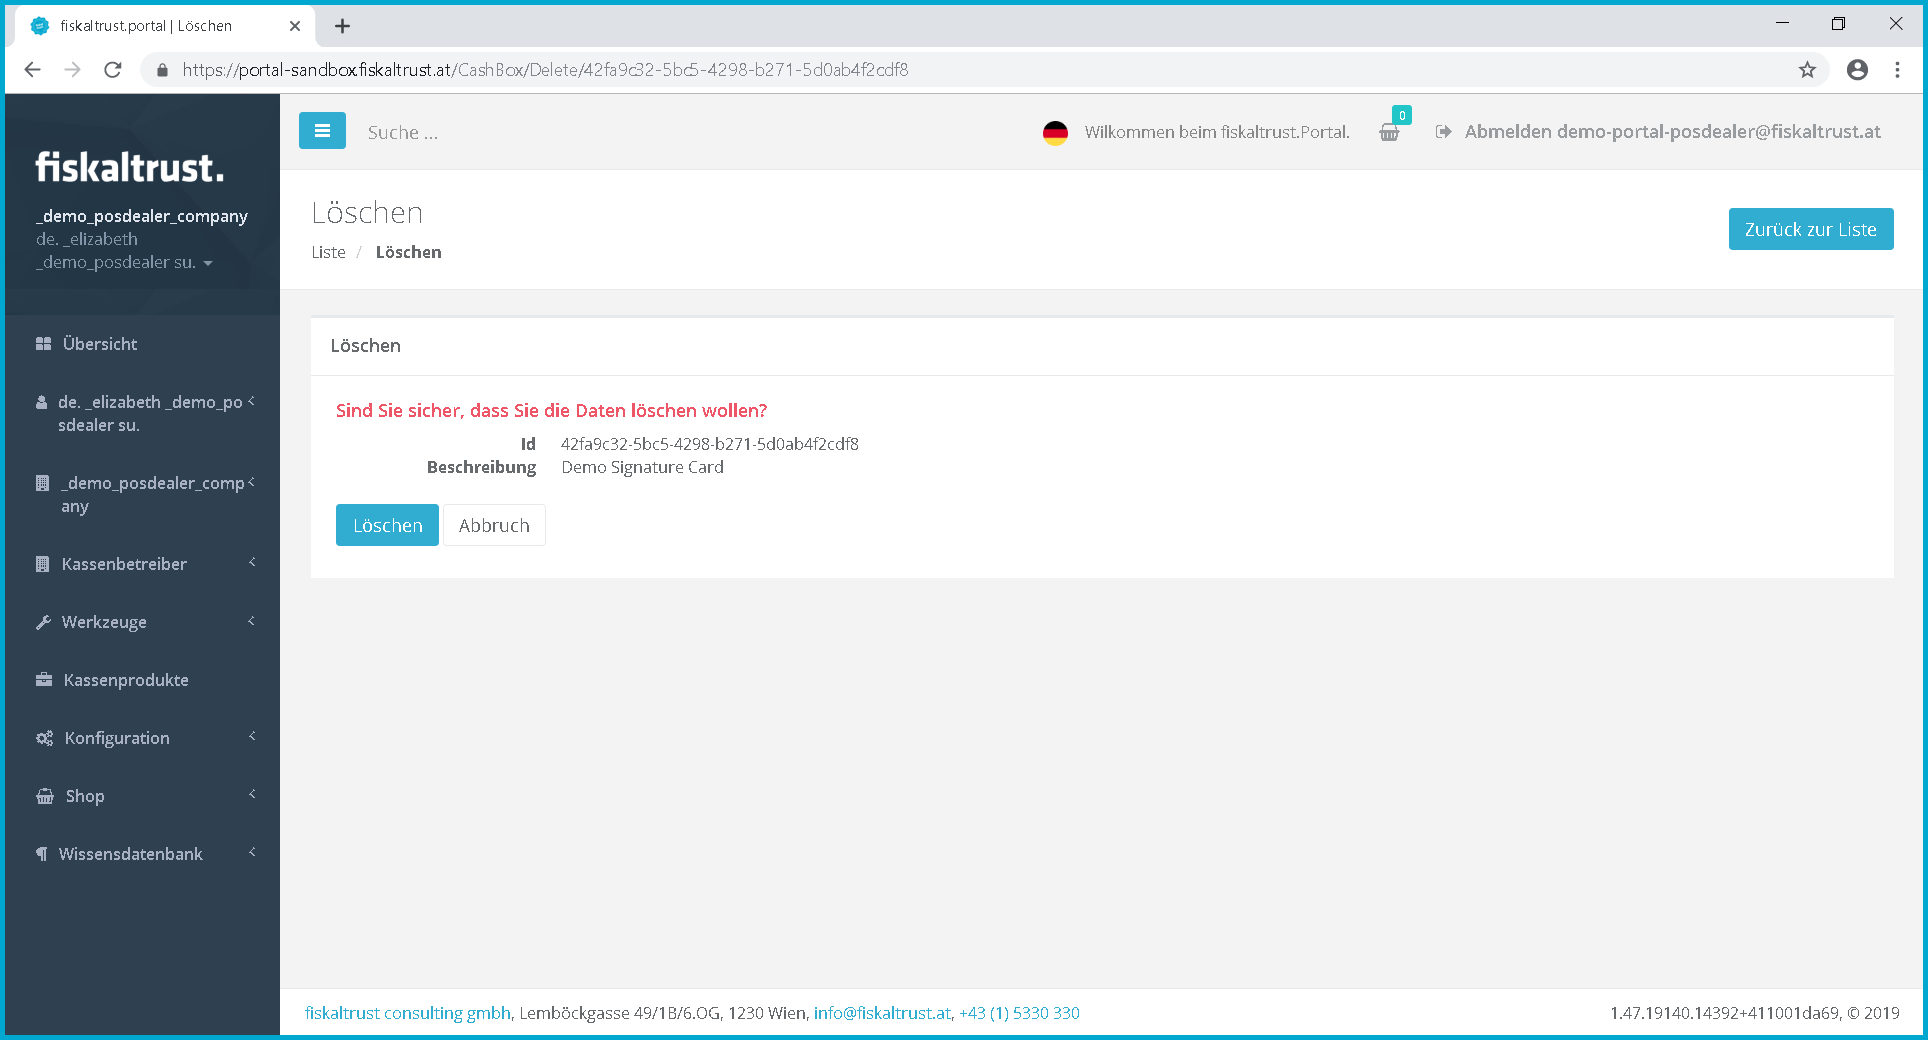 fiskaltrust.portal | Löschen
https://portal-sandbox.fiskaltrust.at/CashBox/Delete/42fa9c32-5bc5-4298-b271-5d0ab4f2cdf8
fiskaltrust.
_demo_posdealer_company
de. _elizabeth
_demo_posdealer su.
Übersicht
de. _elizabeth _demo_po
sdealer su.
_demo_posdealer_comp
any
Kassenbetreiber
Werkzeuge
Kassenprodukte
Konfiguration
Shop
Wissensdatenbank
Suche ...
Wilkommen beim fiskaltrust.Portal.
0
Abmelden demo-portal-posdealer@fiskaltrust.at
Löschen
Liste / Löschen
Zurück zur Liste
Löschen
Sind Sie sicher, dass Sie die Daten löschen wollen?
Id 42fa9c32-5bc5-4298-b271-5d0ab4f2cdf8
Beschreibung Demo Signature Card
Löschen Abbruch
fiskaltrust consulting gmbh, Lemböckgasse 49/1B/6.OG, 1230 Wien, info@fiskaltrust.at, +43 (1) 5330 330
1.47.19140.14392+411001da69, © 2019